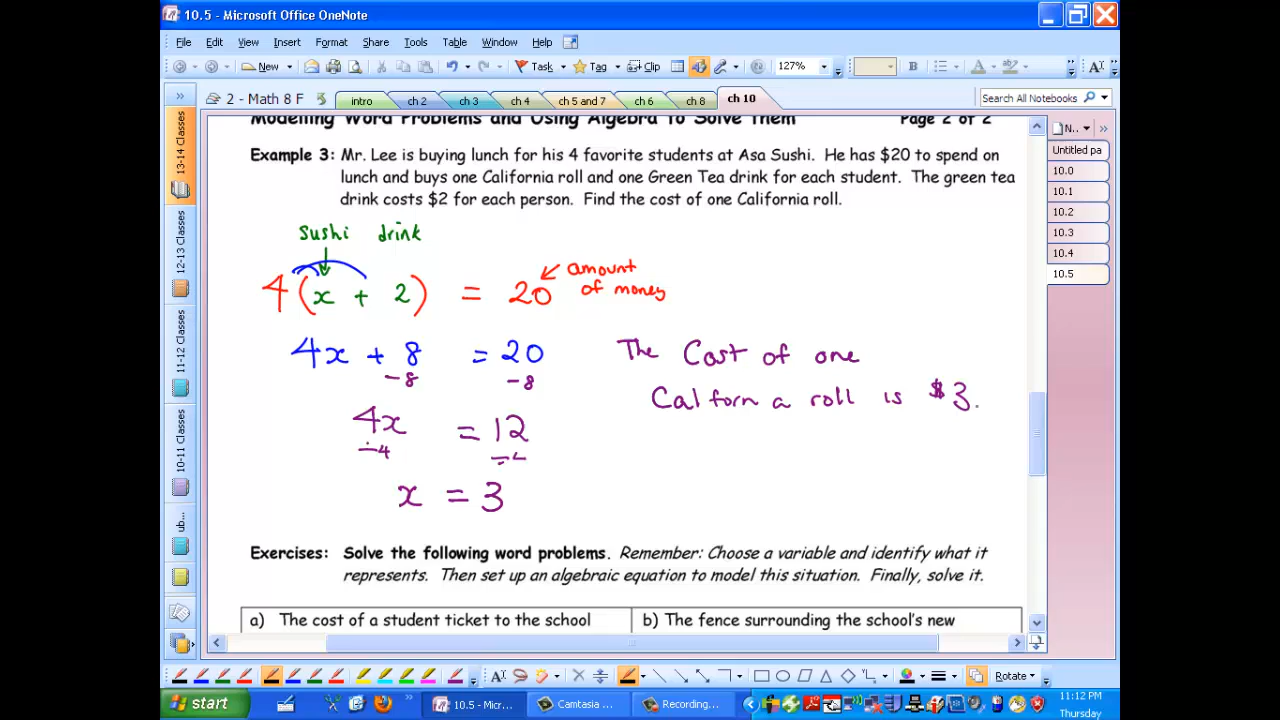 10.5 - Microsoft Office OneNote
File Edit View Insert Format Share Tools Table Window Help
New Task Tag Clip 127% B A
2 - Math 8 F intro ch 2 ch 3 ch 4 ch 5 and 7 ch 6 ch 8 ch 10 Search All Notebooks
Modelling Word Problems and Using Algebra To Solve Them Page 2 of 2
Example 3: Mr. Lee is buying lunch for his 4 favorite students at Asa Sushi. He has $20 to spend on
lunch and buys one California roll and one Green Tea drink for each student. The green tea
drink costs $2 for each person. Find the cost of one California roll.
sushi drink
amount
of money
4(x + 2) = 20
4x + 8 = 20
-8 -8
4x = 12
÷4 ÷4
x = 3
The Cost of one
Calforn a roll is $3.
Exercises: Solve the following word problems. Remember: Choose a variable and identify what it
represents. Then set up an algebraic equation to model this situation. Finally, solve it.
a) The cost of a student ticket to the school
b) The fence surrounding the school's new
13-14 Classes
12-13 Classes
11-12 Classes
10-11 Classes
ub...
N..
Untitled pa
10.0
10.1
10.2
10.3
10.4
10.5
Rotate
start 10.5 - Micr... Camtasia ... Recording... 11:12 PM
Thursday